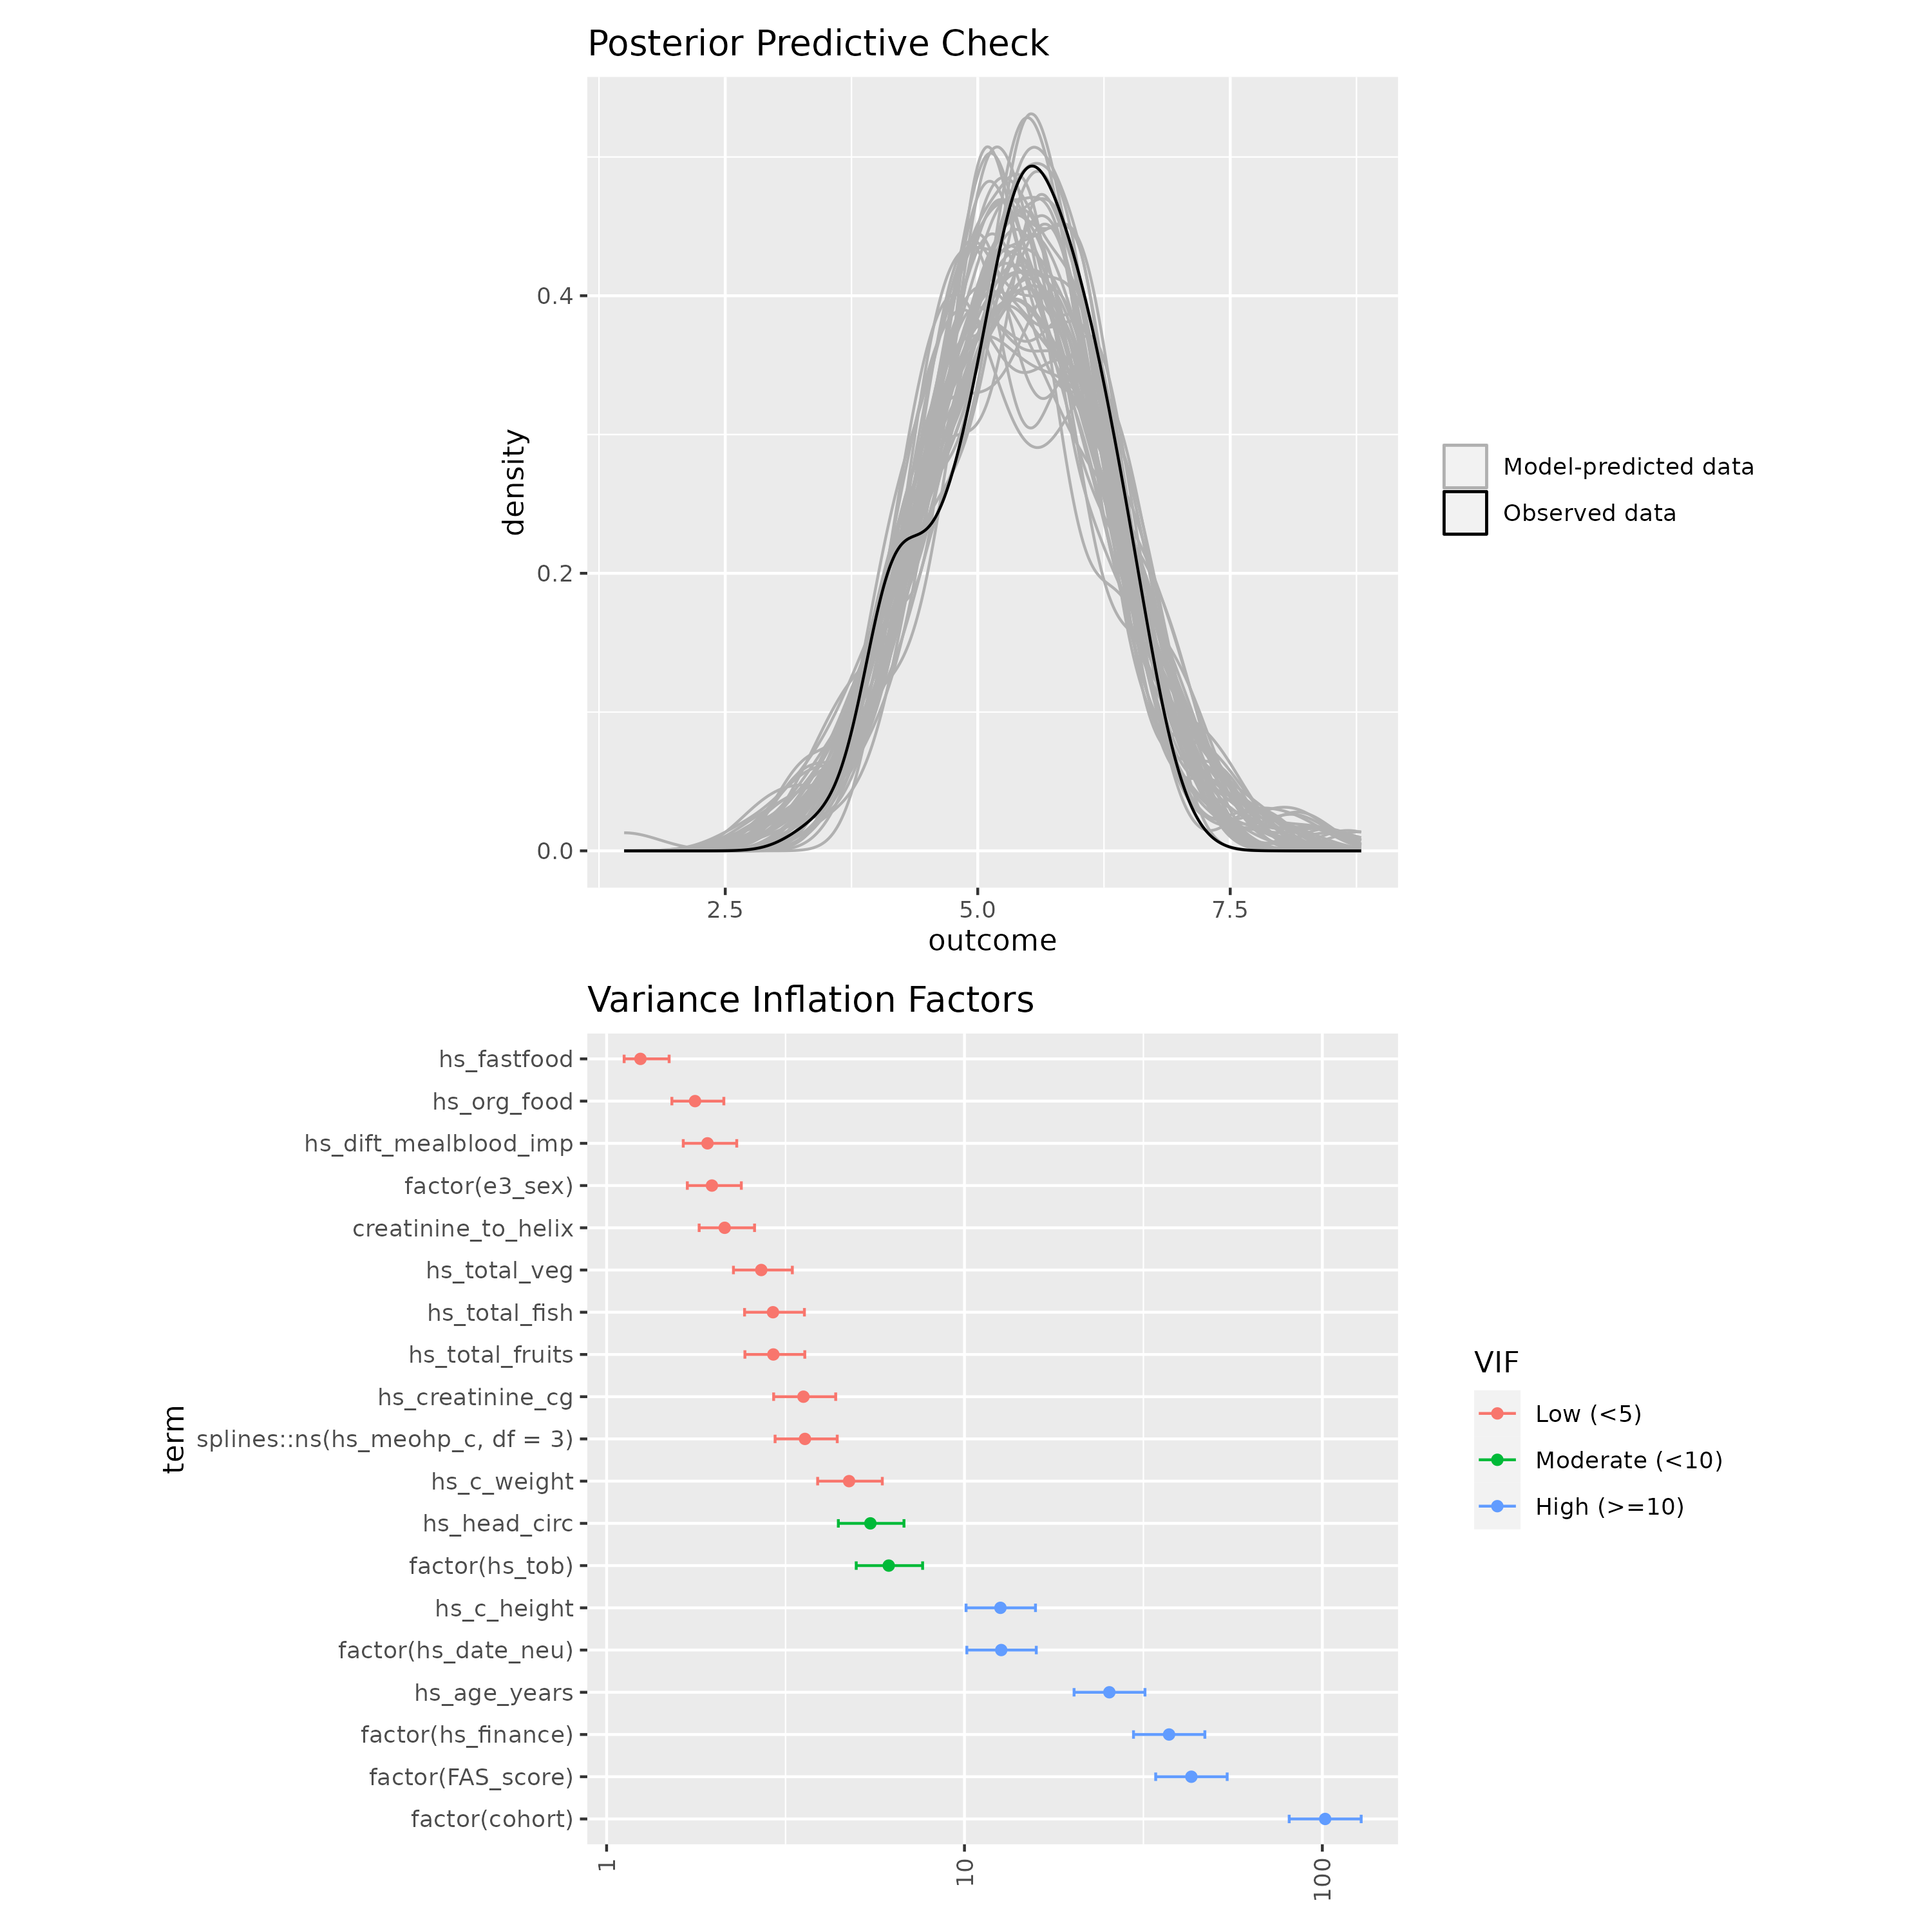 Posterior Predictive Check
density
0.4
0.2
0.0
2.5 5.0 7.5
outcome
Model-predicted data
Observed data
Variance Inflation Factors
term
hs_fastfood
hs_org_food
hs_dift_mealblood_imp
factor(e3_sex)
creatinine_to_helix
hs_total_veg
hs_total_fish
hs_total_fruits
hs_creatinine_cg
splines::ns(hs_meohp_c, df = 3)
hs_c_weight
hs_head_circ
factor(hs_tob)
hs_c_height
factor(hs_date_neu)
hs_age_years
factor(hs_finance)
factor(FAS_score)
factor(cohort)
1 10 100
VIF
Low (<5)
Moderate (<10)
High (>=10)